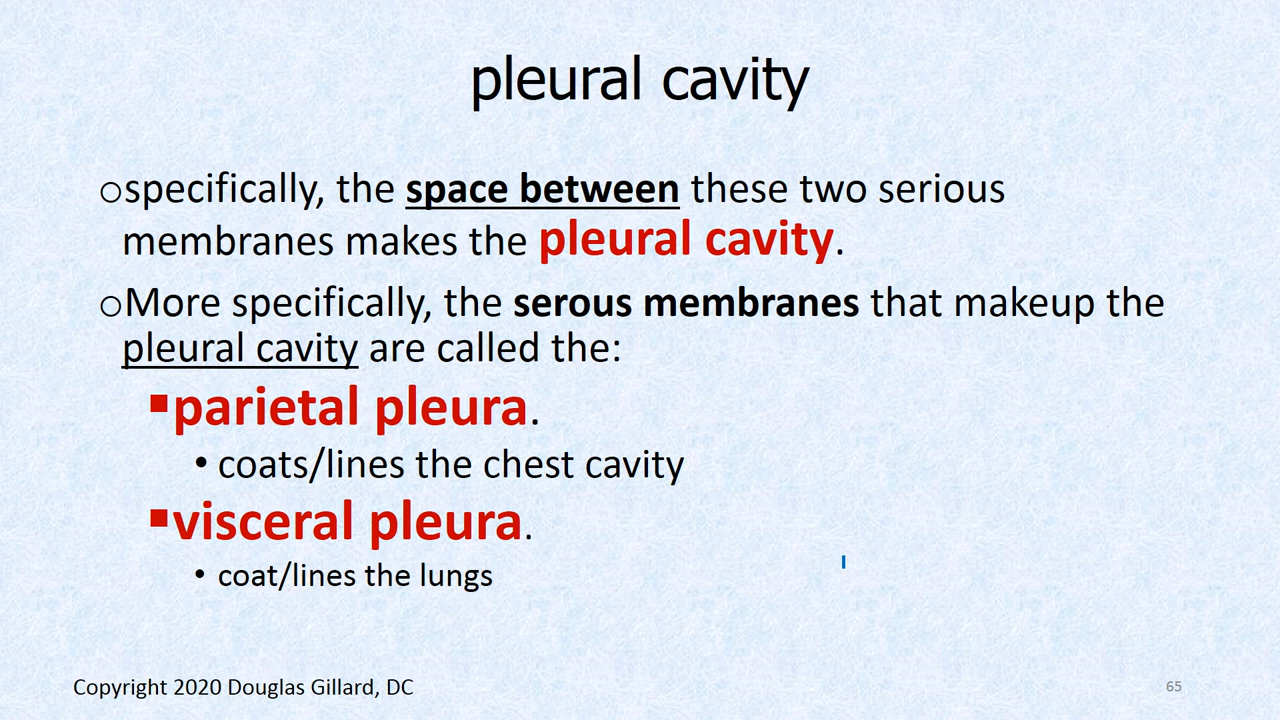 pleural cavity
○specifically, the space between these two serious
membranes makes the pleural cavity.
○More specifically, the serous membranes that makeup the
pleural cavity are called the:
▪parietal pleura.
• coats/lines the chest cavity
▪visceral pleura.
• coat/lines the lungs
Copyright 2020 Douglas Gillard, DC
65